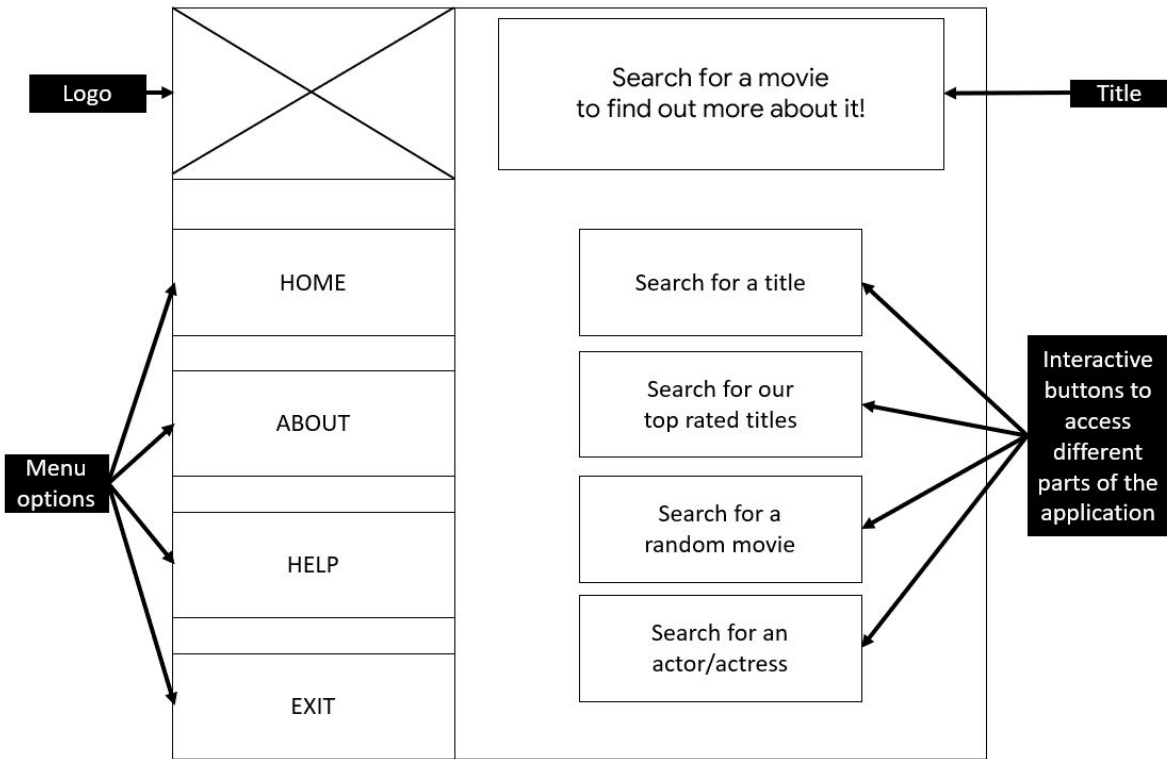 Logo
Search for a movie
to find out more about it!
Title
HOME
ABOUT
HELP
EXIT
Menu
options
Search for a title
Search for our
top rated titles
Search for a
random movie
Search for an
actor/actress
Interactive
buttons to
access
different
parts of the
application